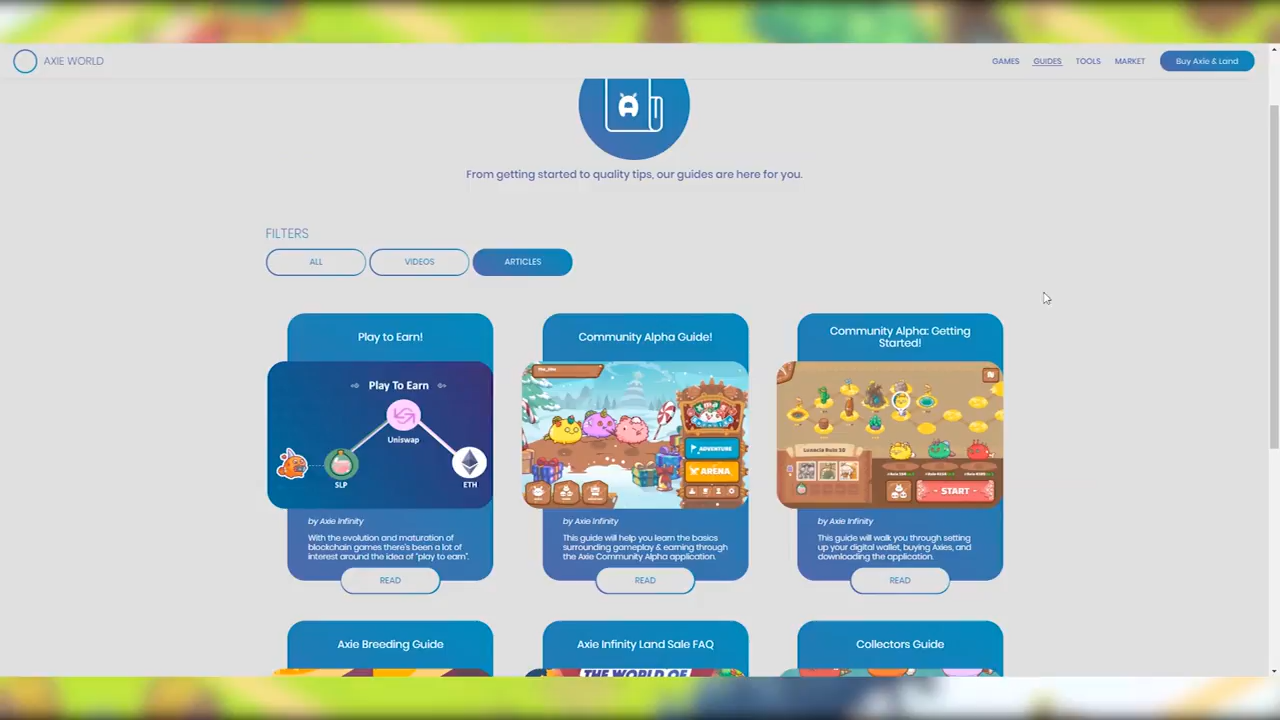 AXIE WORLD
GAMES
GUIDES
TOOLS
MARKET
Buy Axie & Land
From getting started to quality tips, our guides are here for you.
FILTERS
ALL
VIDEOS
ARTICLES
Play to Earn!
Play To Earn
Uniswap
SLP
ETH
by Axie Infinity
With the evolution and maturation of
blockchain games there's been a lot of
interest around the idea of "play to earn".
READ
Community Alpha Guide!
ADVENTURE
ARENA
by Axie Infinity
This guide will help you learn the basics
surrounding gameplay & earning through
the Axie Community Alpha application.
READ
Community Alpha: Getting
Started!
START
by Axie Infinity
This guide will walk you through setting
up your digital wallet, buying Axies, and
downloading the application.
READ
Axie Breeding Guide
Axie Infinity Land Sale FAQ
THE WORLD OF
Collectors Guide